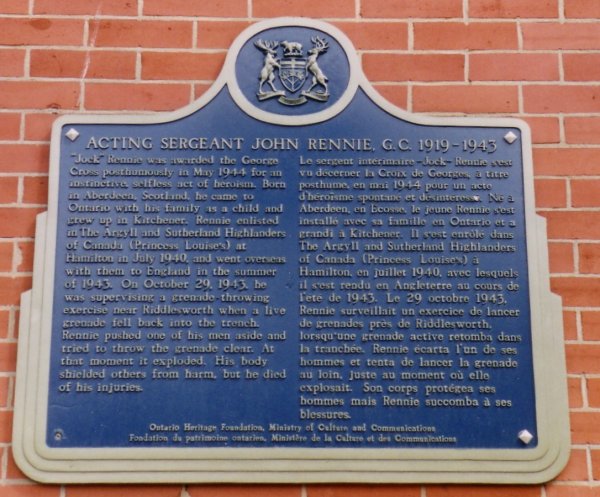 ACTING SERGEANT JOHN RENNIE, G.C. 1919-1943
"Jock" Rennie was awarded the George
Cross posthumously in May 1944 for an
instinctive, selfless act of heroism. Born
in Aberdeen, Scotland, he came to
Ontario with his family as a child and
grew up in Kitchener. Rennie enlisted
in The Argyll and Sutherland Highlanders
of Canada (Princess Louise's) at
Hamilton in July 1940, and went overseas
with them to England in the summer
of 1943. On October 29, 1943, he
was supervising a grenade throwing
exercise near Riddlesworth when a live
grenade fell back into the trench.
Rennie pushed one of his men aside and
tried to throw the grenade clear. At
that moment it exploded. His body
shielded others from harm, but he died
of his injuries.
Le sergent intérimaire «Jock» Rennie s'est
vu décerner la Croix de Georges, à titre
posthume, en mai 1944 pour un acte
d'héroïsme spontané et désintéressé. Né à
Aberdeen, en Écosse, le jeune Rennie s'est
installé avec sa famille en Ontario et a
grandi à Kitchener. Il s'est enrôlé dans
The Argyll and Sutherland Highlanders
of Canada (Princess Louise's) à
Hamilton, en juillet 1940, avec lesquels
il s'est rendu en Angleterre au cours de
l'été de 1943. Le 29 octobre 1943,
Rennie surveillait un exercice de lancer
de grenades près de Riddlesworth,
lorsqu'une grenade active retomba dans
la tranchée. Rennie écarta l'un de ses
hommes et tenta de lancer la grenade
au loin, juste au moment où elle
explosait. Son corps protégea ses
hommes mais Rennie succomba à ses
blessures.
Ontario Heritage Foundation, Ministry of Culture and Communications
Fondation du patrimoine ontarien, Ministère de la Culture et des Communications